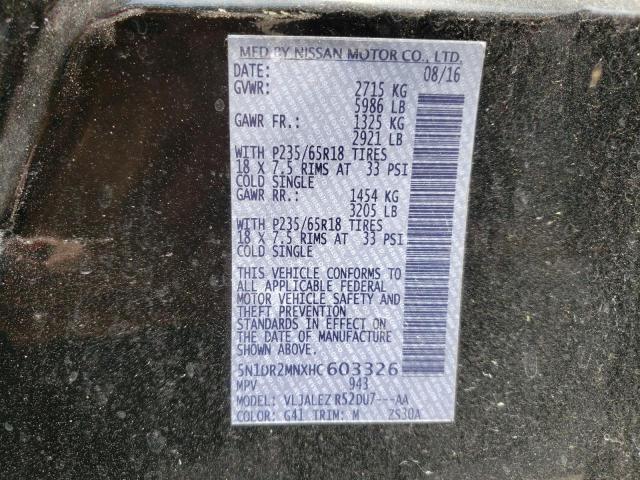 MFD BY NISSAN MOTOR CO., LTD.
DATE: 08/16
GVWR: 2715 KG
5986 LB
GAWR FR.: 1325 KG
2921 LB
WITH P235/65R18 TIRES
18 X 7.5 RIMS AT 33 PSI
COLD SINGLE
GAWR RR.: 1454 KG
3205 LB
WITH P235/65R18 TIRES
18 X 7.5 RIMS AT 33 PSI
COLD SINGLE
THIS VEHICLE CONFORMS TO
ALL APPLICABLE FEDERAL
MOTOR VEHICLE SAFETY AND
THEFT PREVENTION
STANDARDS IN EFFECT ON
THE DATE OF MANUFACTURE
SHOWN ABOVE.
5N1DR2MNXHC603326
MPV 943
MODEL: VLJALEZ R52DU7---AA
COLOR: G41 TRIM: M ZS30A